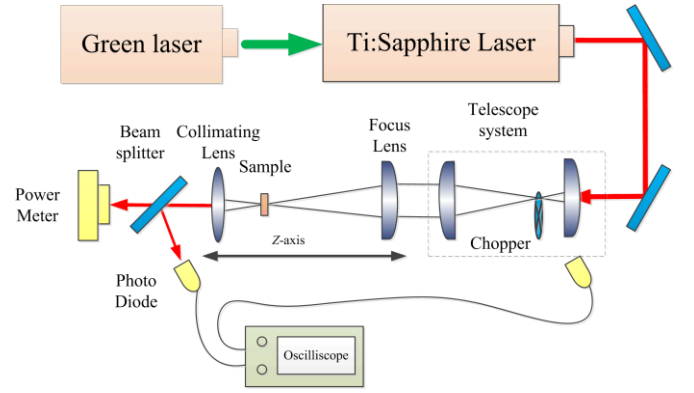 Green laser
Ti:Sapphire Laser
Telescope
system
Focus
Lens
Beam
splitter
Collimating
Lens
Sample
Power
Meter
Z-axis
Chopper
Photo
Diode
Oscilliscope